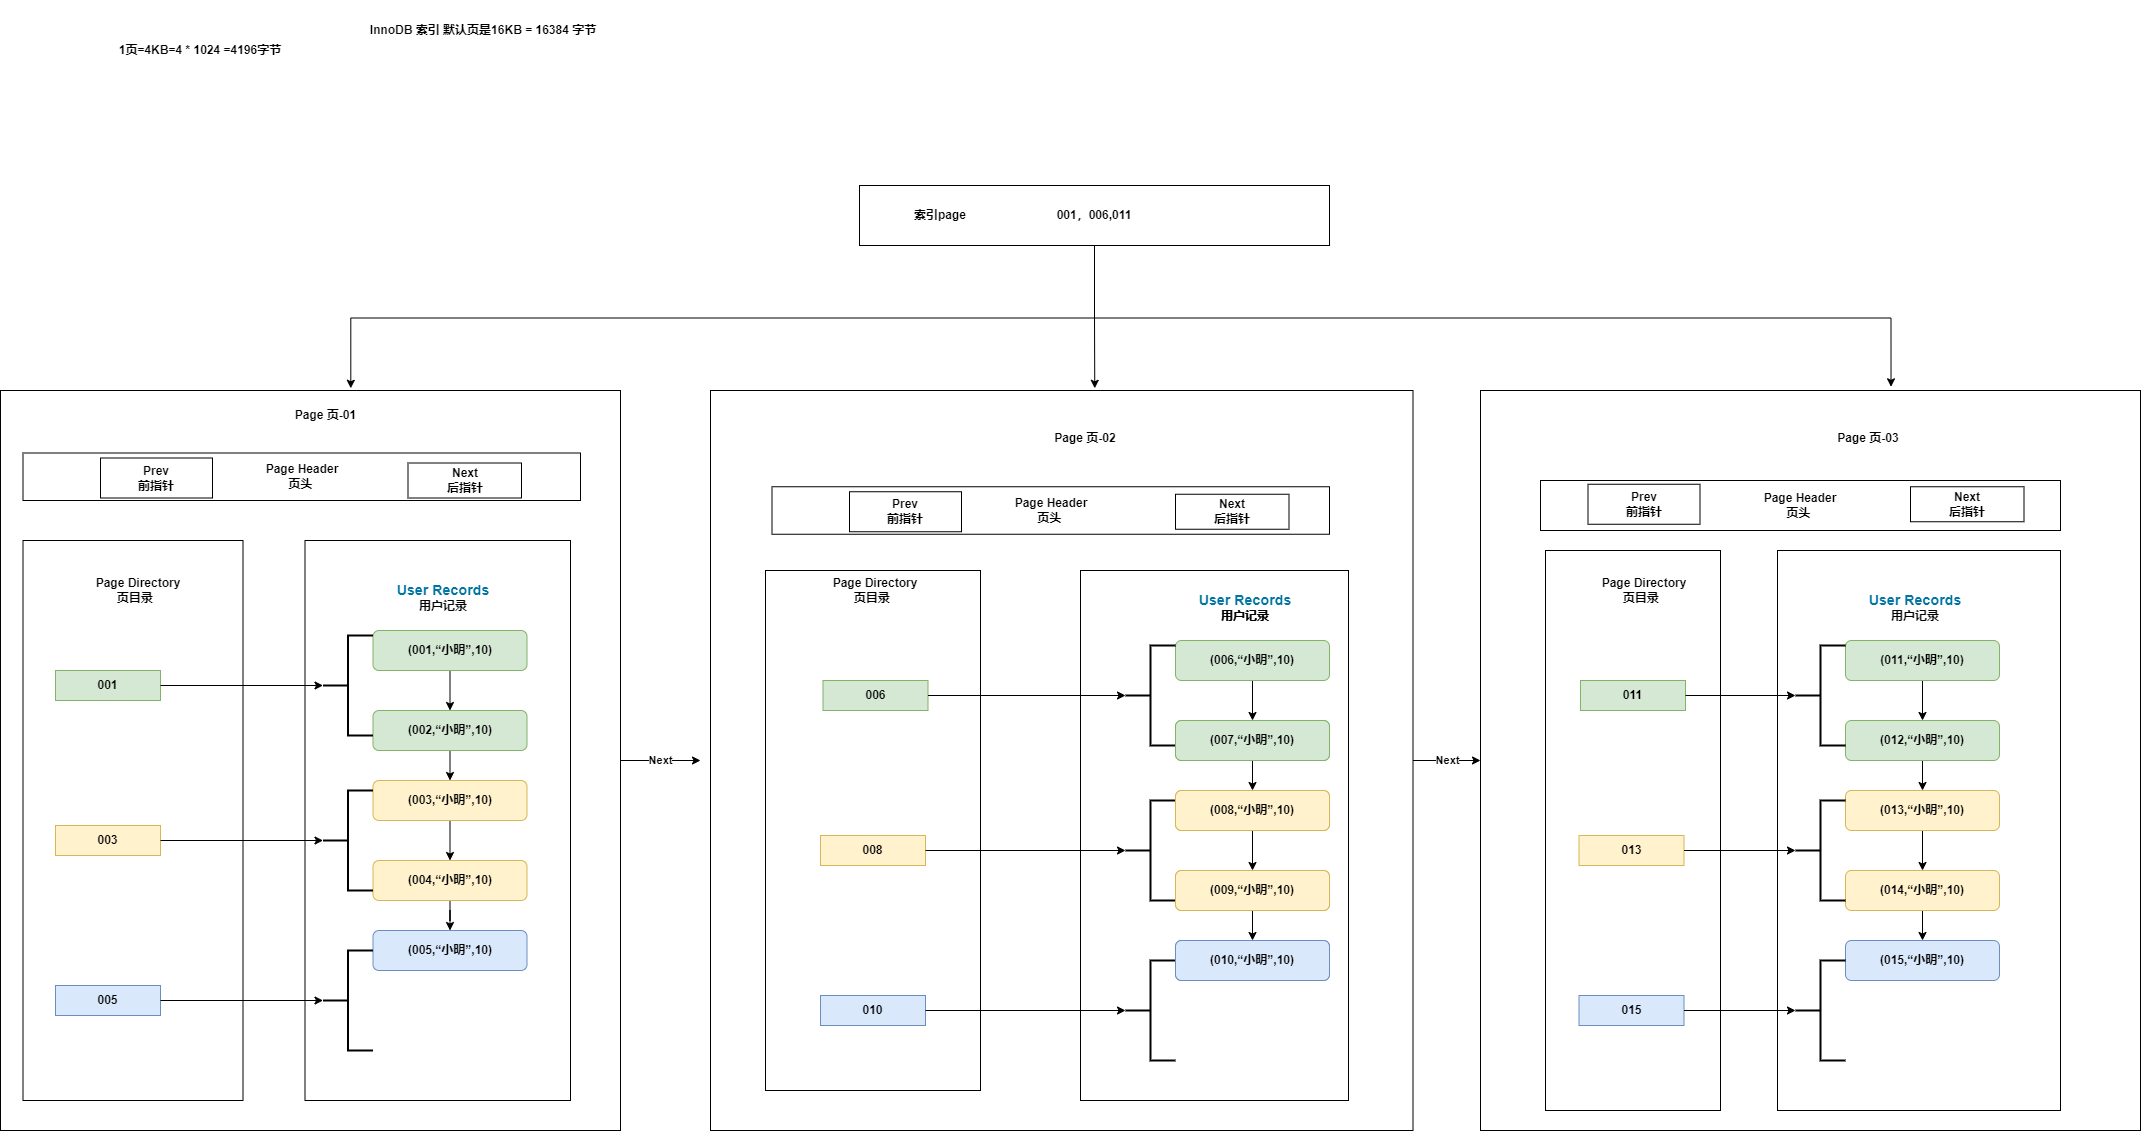 InnoDB 索引 默认页是16KB = 16384 字节
1页=4KB=4 * 1024 =4196字节
索引page
001，006,011
Page 页-01
Prev
前指针
Page Header
页头
Next
后指针
Page Directory
页目录
001
003
005
User Records
用户记录
(001,“小明”,10)
(002,“小明”,10)
(003,“小明”,10)
(004,“小明”,10)
(005,“小明”,10)
Next
Page 页-02
Prev
前指针
Page Header
页头
Next
后指针
Page Directory
页目录
006
008
010
User Records
用户记录
(006,“小明”,10)
(007,“小明”,10)
(008,“小明”,10)
(009,“小明”,10)
(010,“小明”,10)
Next
Page 页-03
Prev
前指针
Page Header
页头
Next
后指针
Page Directory
页目录
011
013
015
User Records
用户记录
(011,“小明”,10)
(012,“小明”,10)
(013,“小明”,10)
(014,“小明”,10)
(015,“小明”,10)